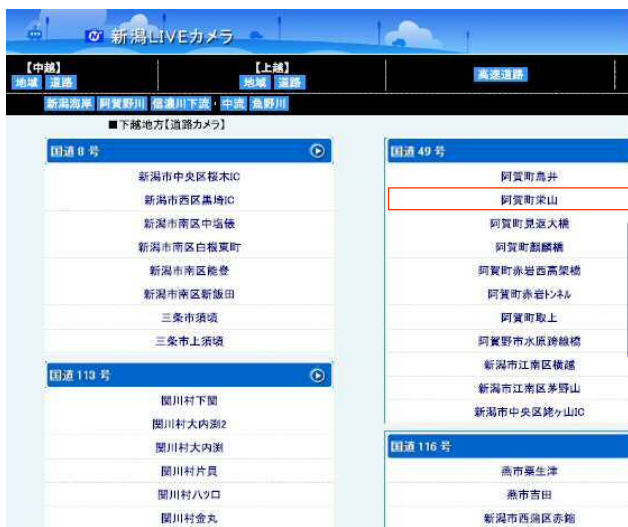 新潟LIVEカメラ
【中越】
地域 道路
【上越】
地域 道路
高速道路
新潟海岸 阿賀野川 信濃川下流・中流 魚野川
■下越地方【道路カメラ】
国道 8 号
新潟市中央区桜木IC
新潟市西区黒埼IC
新潟市南区中塩俵
新潟市南区白根東町
新潟市南区能登
新潟市南区新飯田
三条市須頃
三条市上須頃
国道 113 号
関川村下関
関川村大内渕2
関川村大内渕
関川村片貝
関川村八ツ口
関川村金丸
国道 49 号
阿賀町鳥井
阿賀町栄山
阿賀町見返大橋
阿賀町麒麟橋
阿賀町赤岩西高架橋
阿賀町赤岩トンネル
阿賀町取上
阿賀野市水原跨線橋
新潟市江南区横越
新潟市江南区茅野山
新潟市中央区姥ヶ山IC
国道 116 号
燕市粟生津
燕市吉田
新潟市西蒲区赤鏥